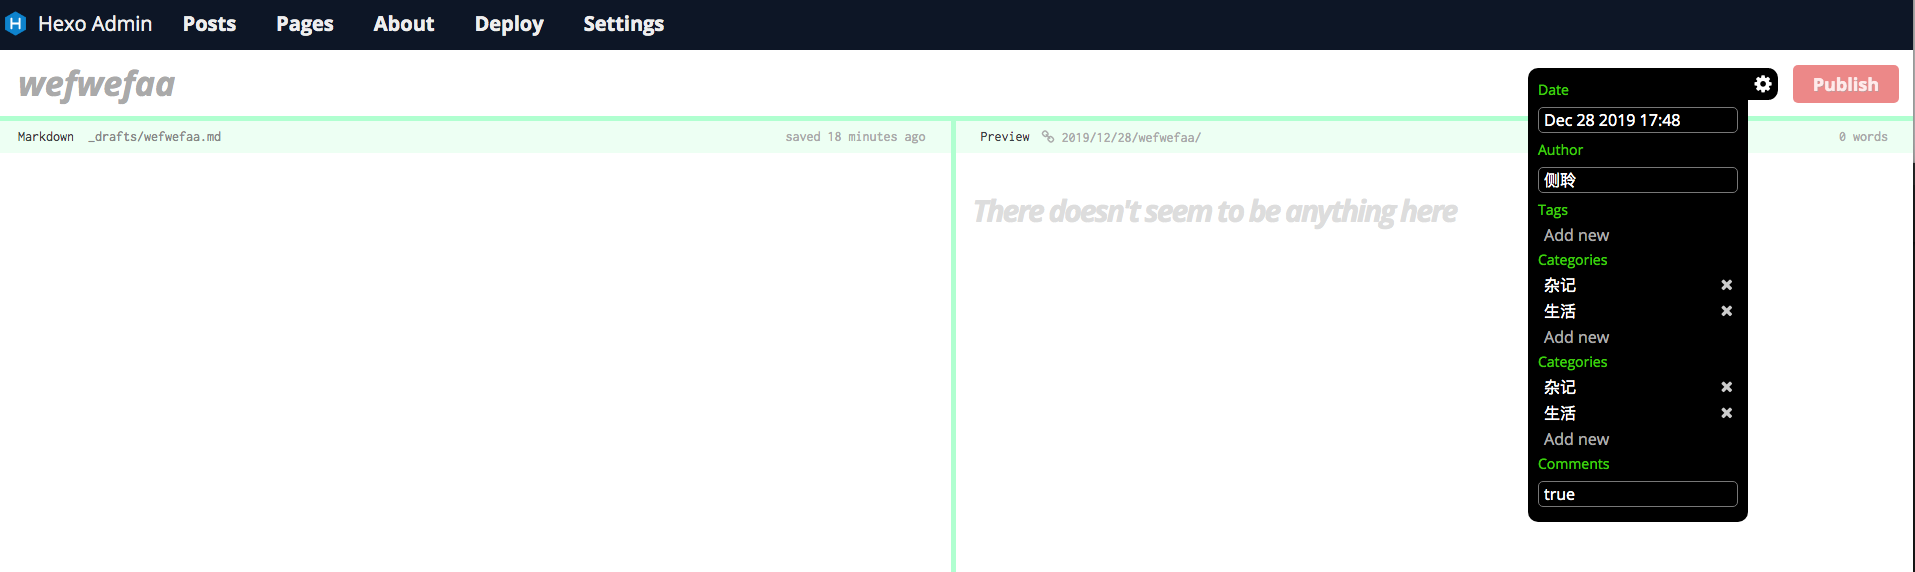 Hexo Admin Posts Pages About Deploy Settings
wefwefaa
Publish
Markdown _drafts/wefwefaa.md saved 18 minutes ago
Preview 2019/12/28/wefwefaa/ 0 words
There doesn't seem to be anything here
Date
Dec 28 2019 17:48
Author
侧聆
Tags
Add new
Categories
杂记
生活
Add new
Categories
杂记
生活
Add new
Comments
true